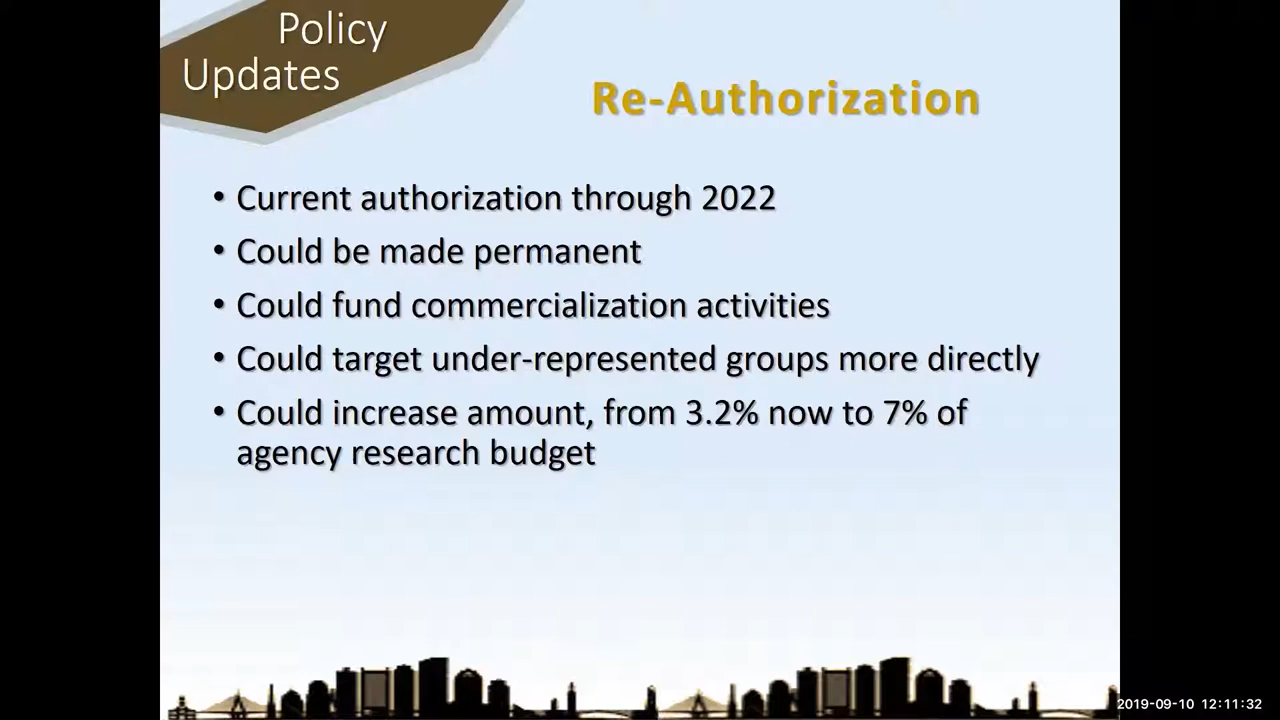 Policy
Updates
Re-Authorization
• Current authorization through 2022
• Could be made permanent
• Could fund commercialization activities
• Could target under-represented groups more directly
• Could increase amount, from 3.2% now to 7% of
agency research budget
2019-09-10 12:11:32